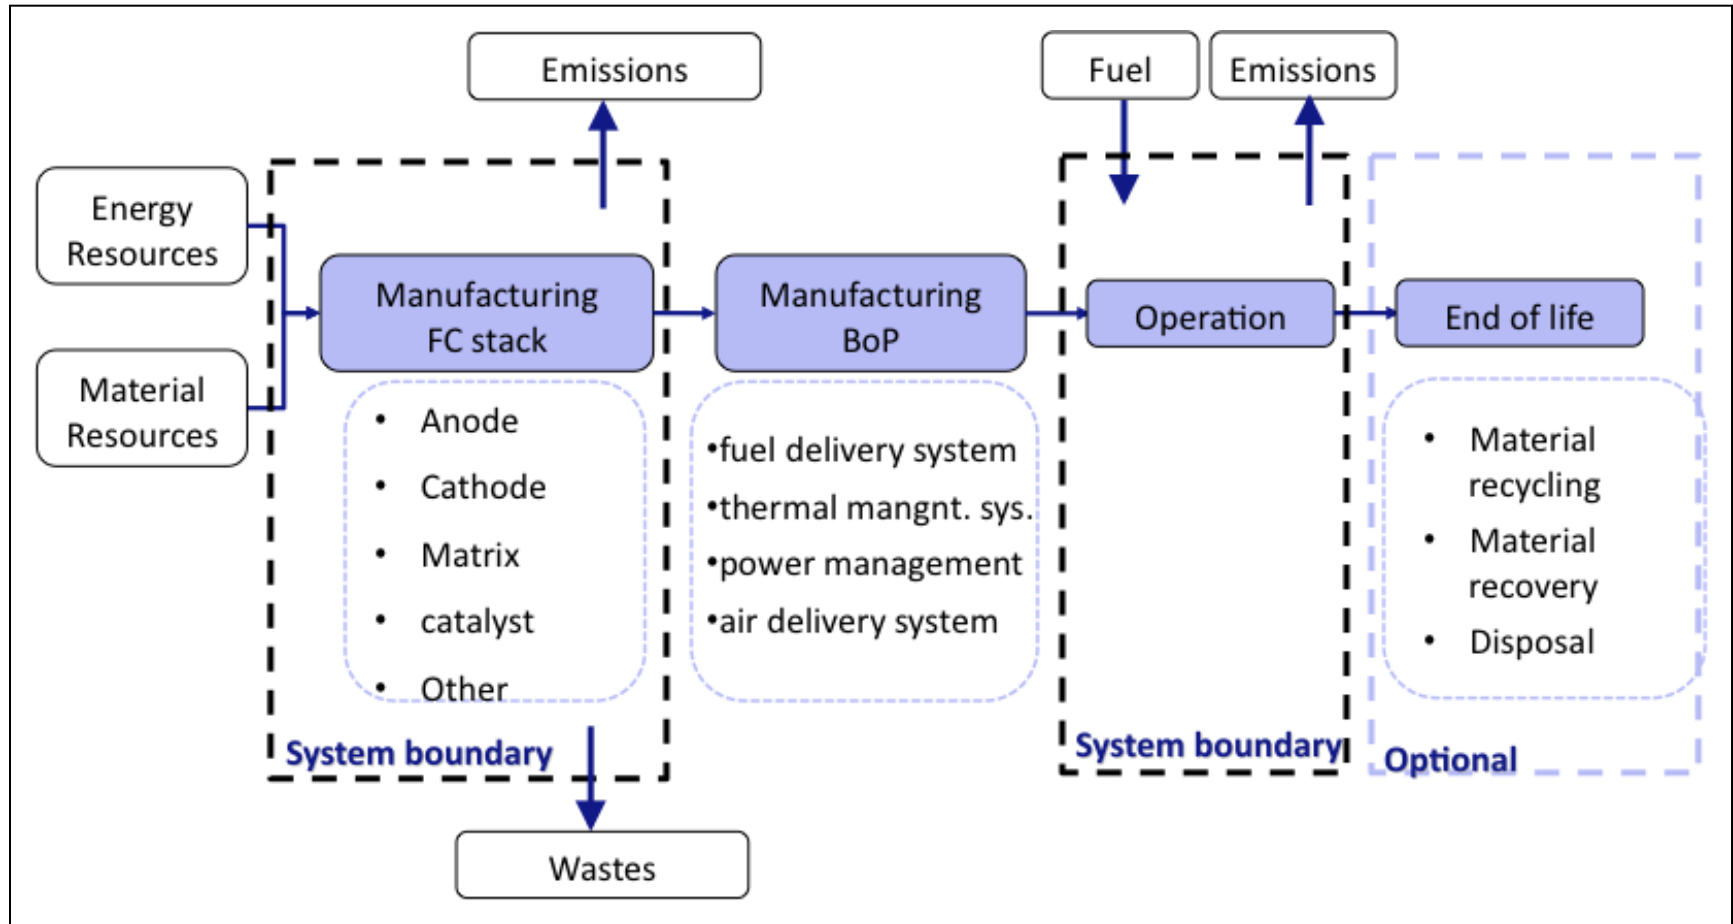 Emissions
Fuel
Emissions
Energy
Resources
Material
Resources
Manufacturing
FC stack
Manufacturing
BoP
Operation
End of life
• Anode
• Cathode
• Matrix
• catalyst
• Other
•fuel delivery system
•thermal mangnt. sys.
•power management
•air delivery system
• Material
recycling
• Material
recovery
• Disposal
System boundary
System boundary
Optional
Wastes